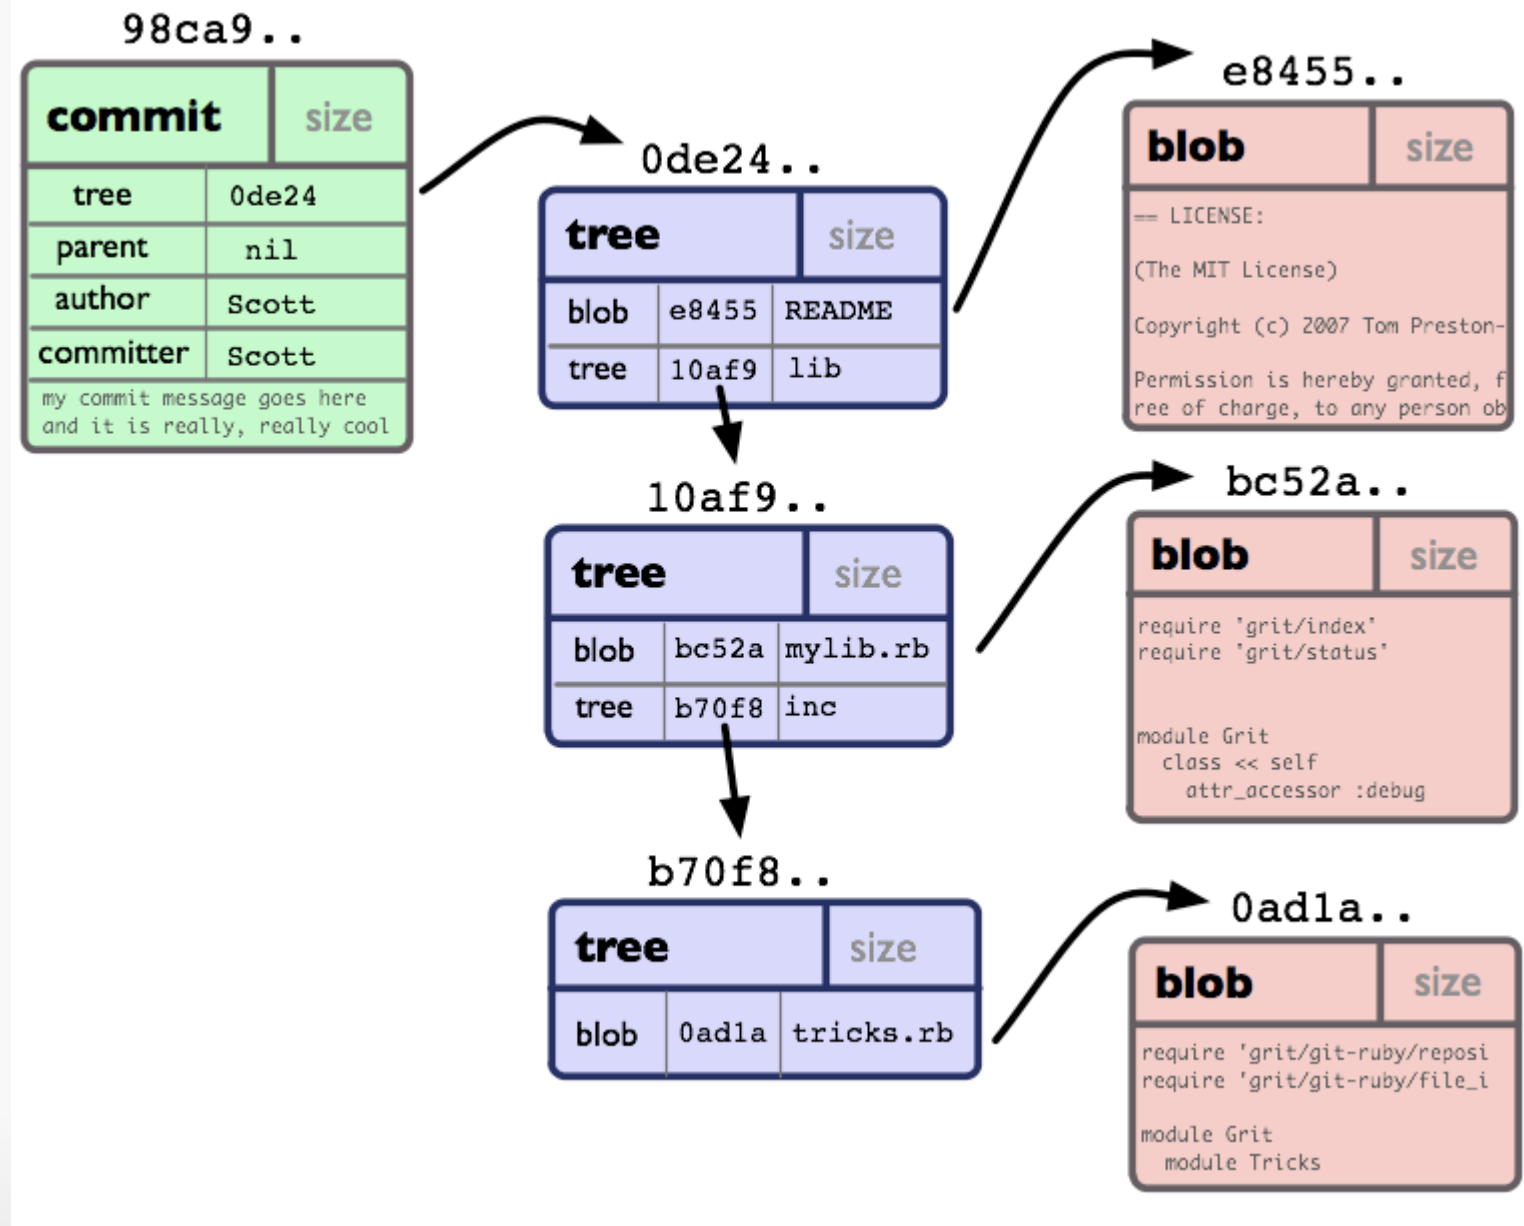 98ca9..
commit size
tree 0de24
parent nil
author Scott
committer Scott
my commit message goes here
and it is really, really cool
0de24..
tree size
blob e8455 README
tree 10af9 lib
10af9..
tree size
blob bc52a mylib.rb
tree b70f8 inc
b70f8..
tree size
blob 0ad1a tricks.rb
e8455..
blob size
== LICENSE:
(The MIT License)
Copyright (c) 2007 Tom Preston-
Permission is hereby granted, f
ree of charge, to any person ob
bc52a..
blob size
require 'grit/index'
require 'grit/status'
module Grit
class << self
attr_accessor :debug
0ad1a..
blob size
require 'grit/git-ruby/reposi
require 'grit/git-ruby/file_i
module Grit
module Tricks